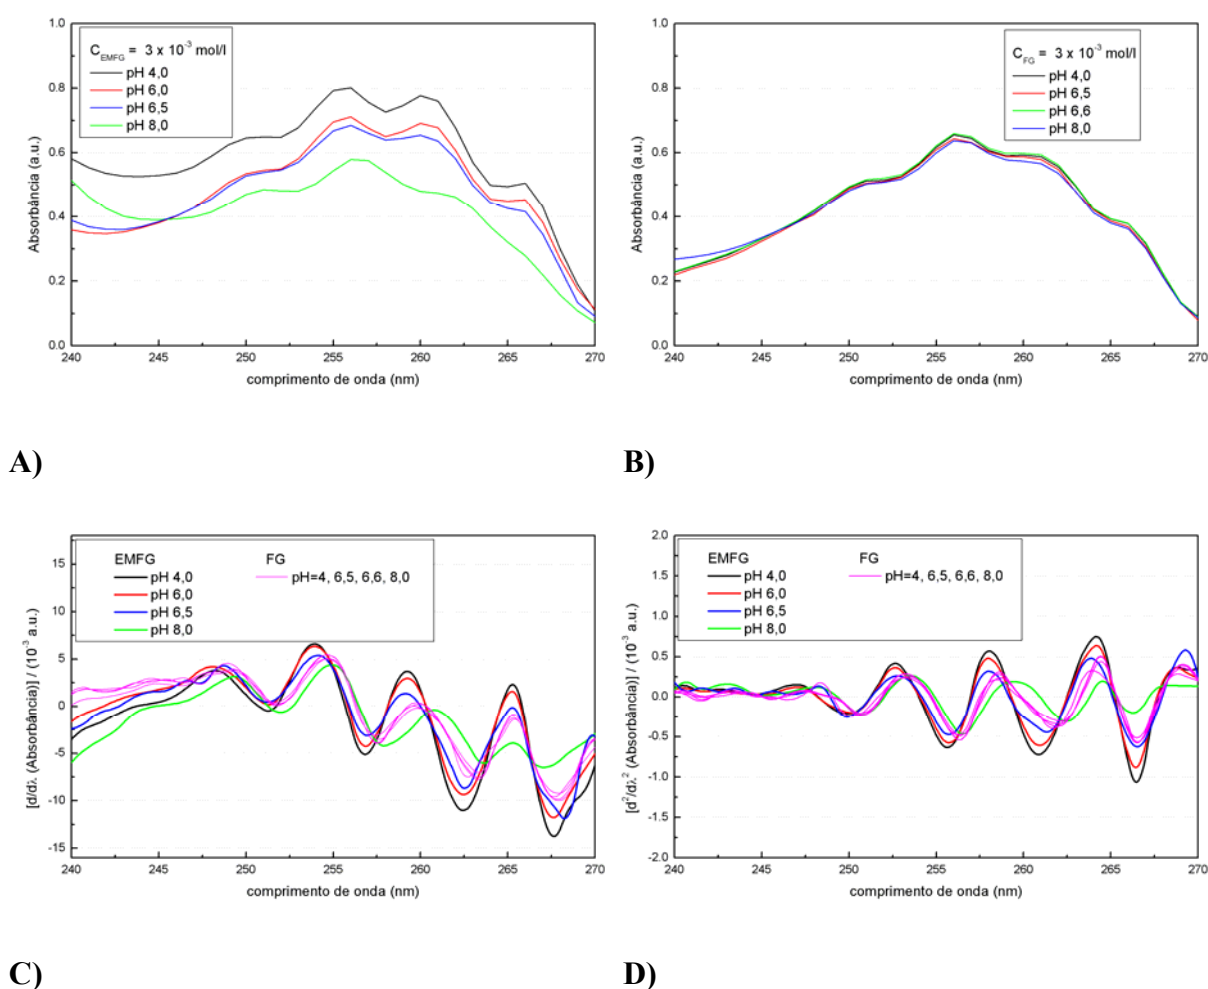 1.0
0.8
0.6
0.4
0.2
0.0
Absorbância (a.u.)
C_EMFG = 3 x 10⁻³ mol/l
pH 4,0
pH 6,0
pH 6,5
pH 8,0
240 245 250 255 260 265 270
comprimento de onda (nm)
1.0
0.8
0.6
0.4
0.2
0.0
Absorbância (a.u.)
C_FG = 3 x 10⁻³ mol/l
pH 4,0
pH 6,5
pH 6,6
pH 8,0
240 245 250 255 260 265 270
comprimento de onda (nm)
A)
B)
15
10
5
0
-5
-10
-15
[d/dλ (Absorbância)] / (10⁻³ a.u.)
EMFG FG
pH 4,0 pH=4, 6,5, 6,6, 8,0
pH 6,0
pH 6,5
pH 8,0
240 245 250 255 260 265 270
comprimento de onda (nm)
2.0
1.5
1.0
0.5
0.0
-0.5
-1.0
-1.5
-2.0
[d²/dλ² (Absorbância)] / (10⁻³ a.u.)
EMFG FG
pH 4,0 pH=4, 6,5, 6,6, 8,0
pH 6,0
pH 6,5
pH 8,0
240 245 250 255 260 265 270
comprimento de onda (nm)
C)
D)